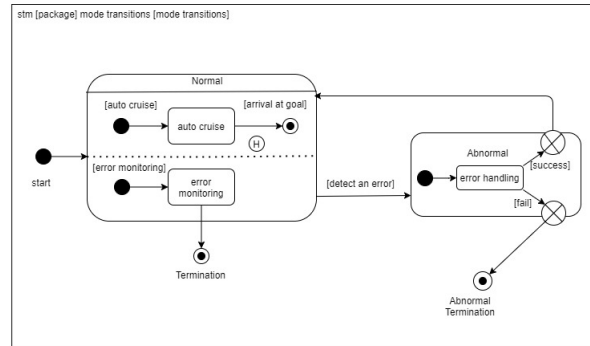 stm [package] mode transitions [mode transitions]
Normal
[auto cruise]
[arrival at goal]
auto cruise
H
start
[error monitoring]
error
monitoring
Termination
[detect an error]
Abnormal
error handling
[success]
[fail]
Abnormal
Termination